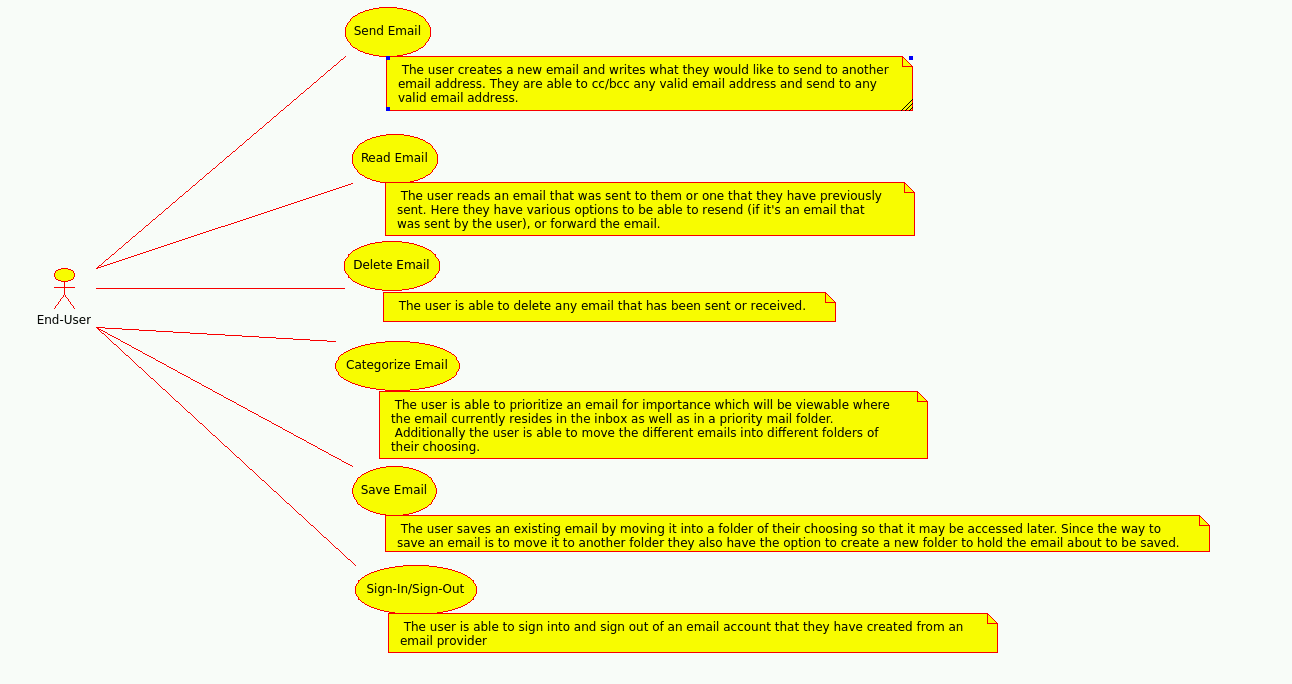 Send Email
The user creates a new email and writes what they would like to send to another
email address. They are able to cc/bcc any valid email address and send to any
valid email address.
Read Email
The user reads an email that was sent to them or one that they have previously
sent. Here they have various options to be able to resend (if it's an email that
was sent by the user), or forward the email.
Delete Email
The user is able to delete any email that has been sent or received.
End-User
Categorize Email
The user is able to prioritize an email for importance which will be viewable where
the email currently resides in the inbox as well as in a priority mail folder.
Additionally the user is able to move the different emails into different folders of
their choosing.
Save Email
The user saves an existing email by moving it into a folder of their choosing so that it may be accessed later. Since the way to
save an email is to move it to another folder they also have the option to create a new folder to hold the email about to be saved.
Sign-In/Sign-Out
The user is able to sign into and sign out of an email account that they have created from an
email provider